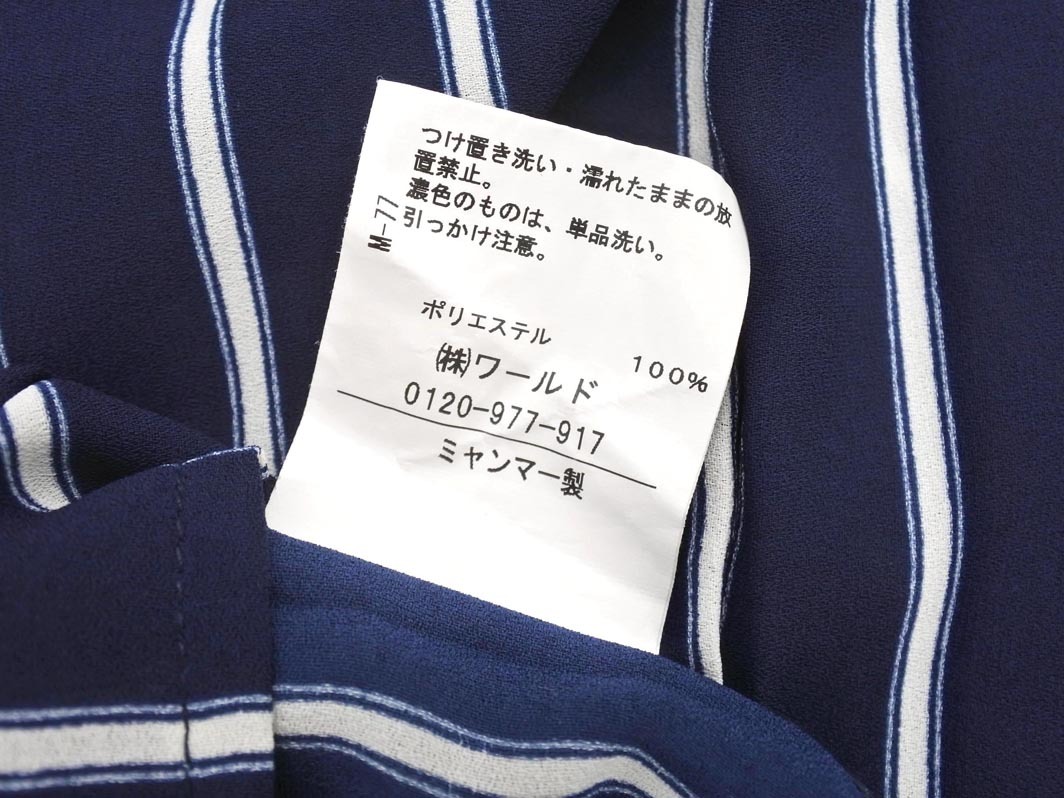 つけ置き洗い・濡れたままの放
置禁止。
濃色のものは、単品洗い。
引っかけ注意。
M-77
ポリエステル 100%
㈱ワールド
0120-977-917
ミャンマー製